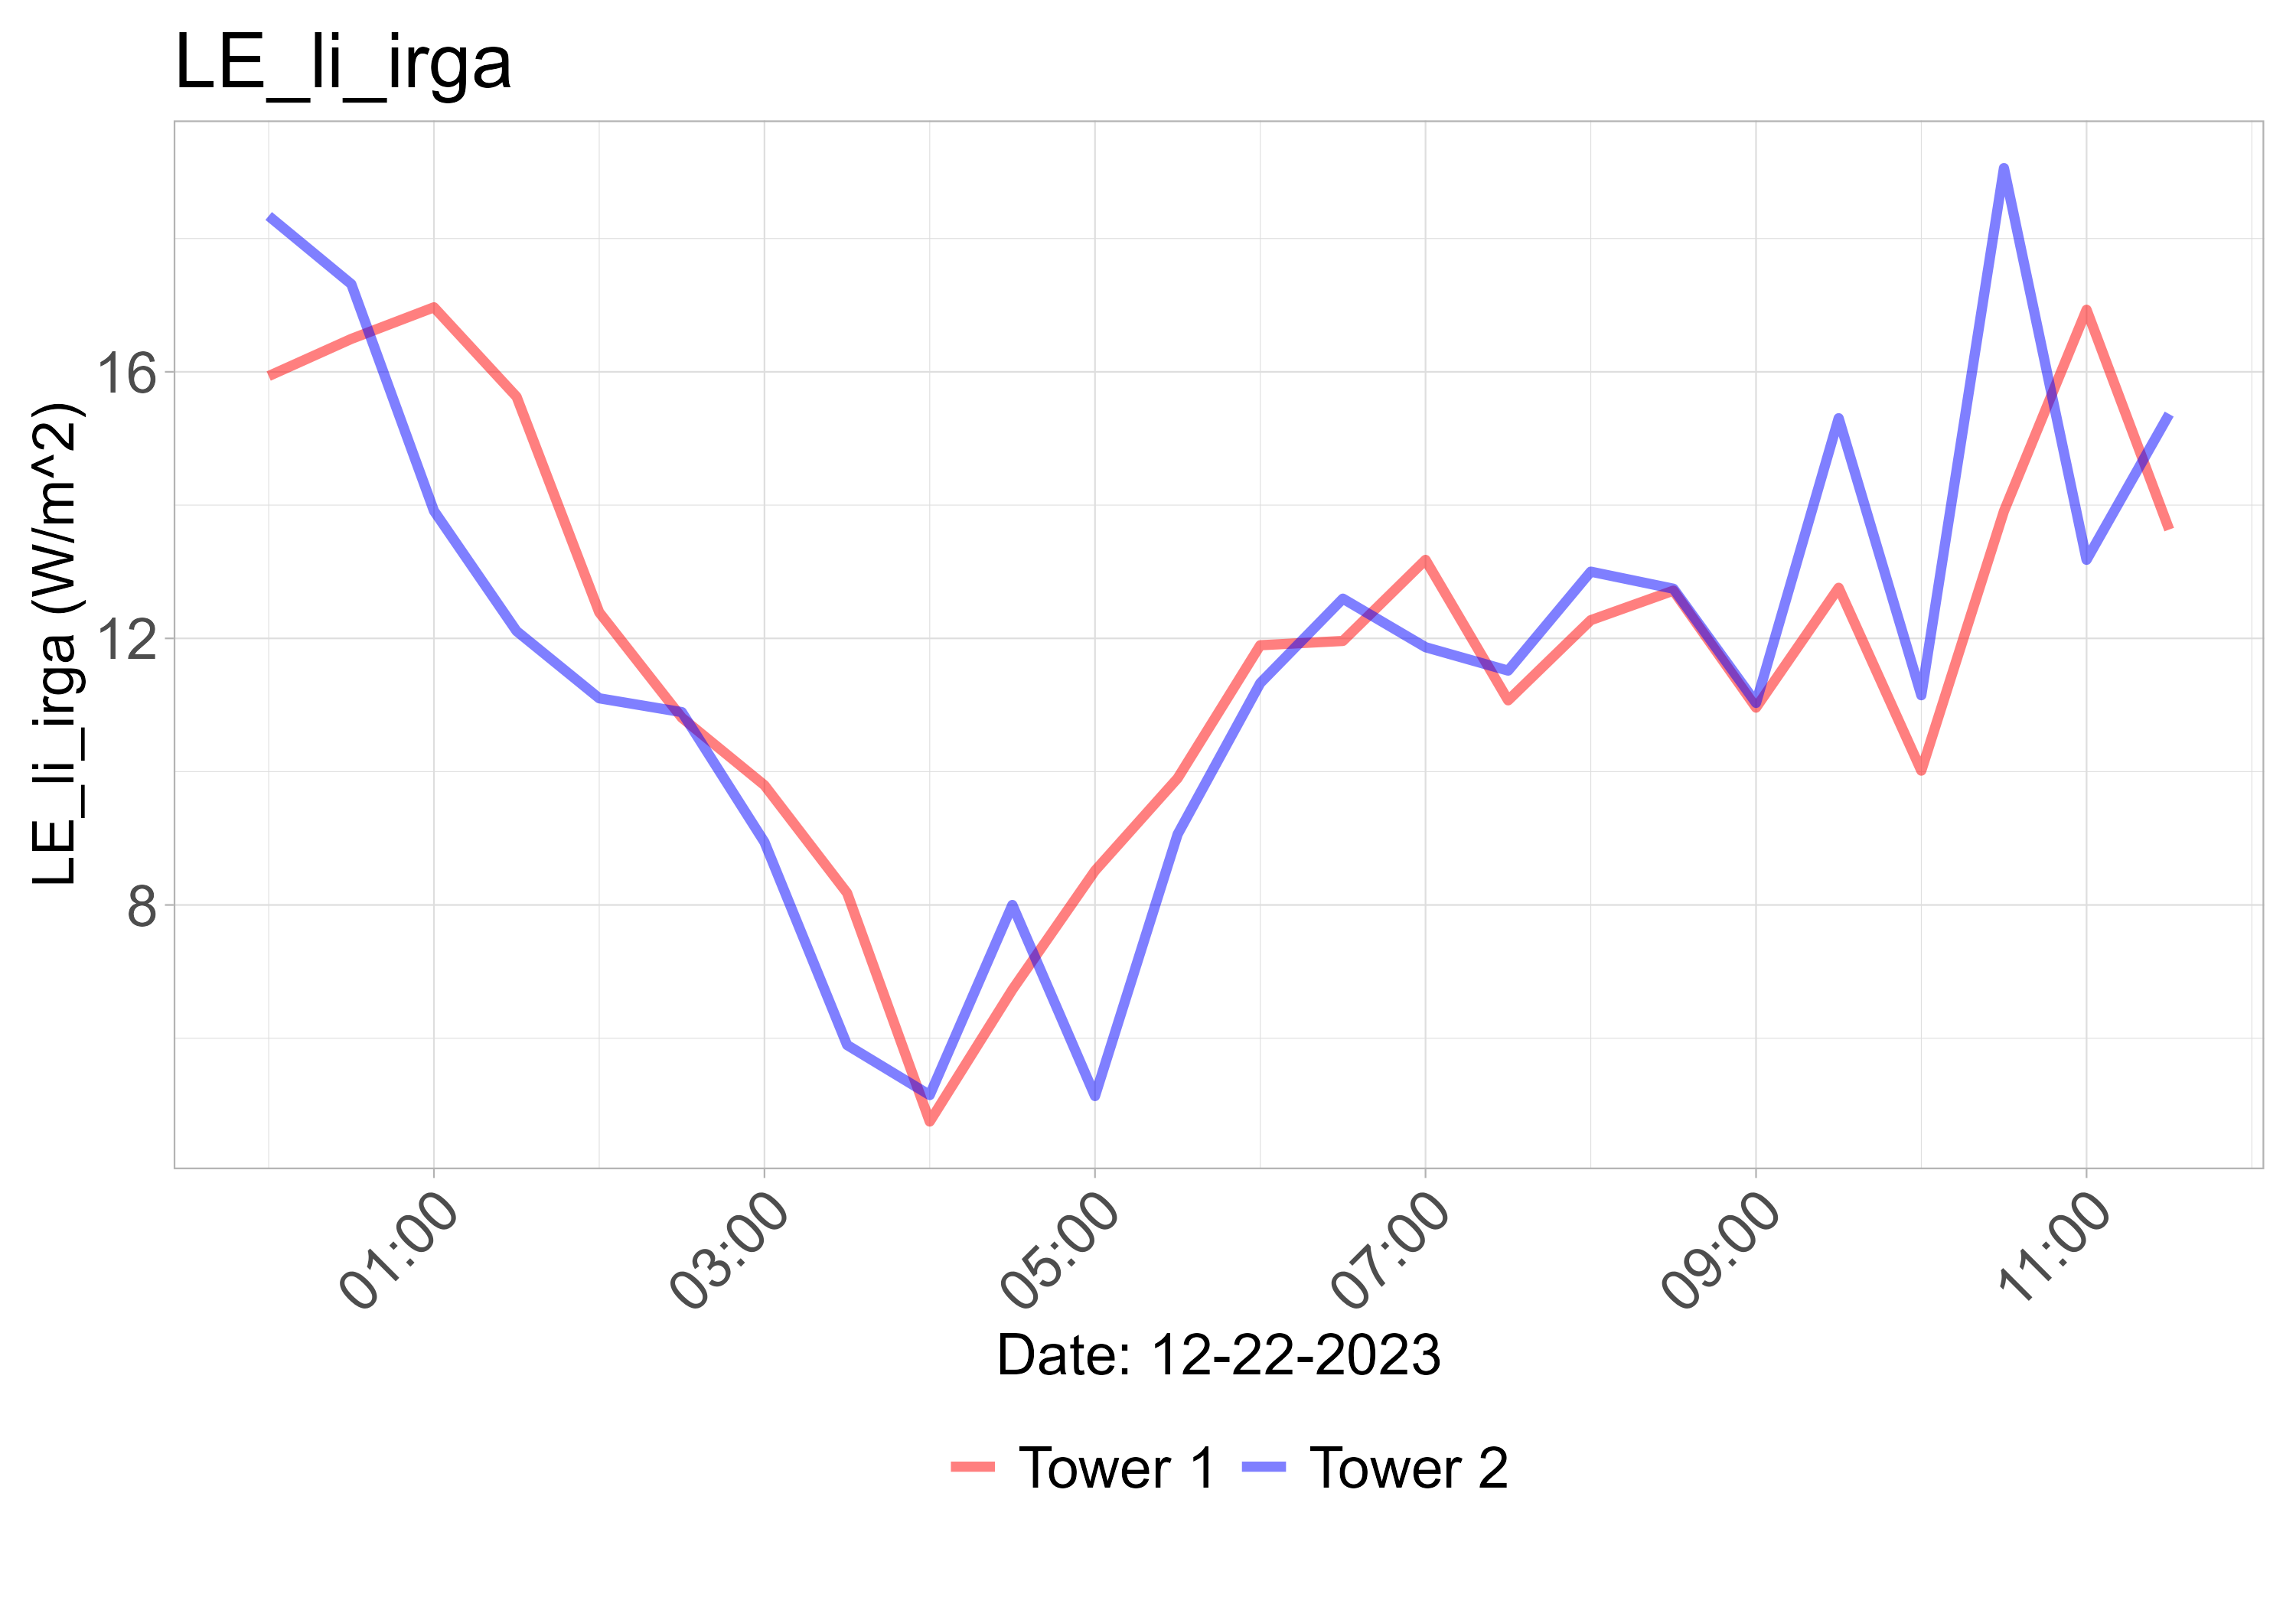 LE_li_irga
LE_li_irga (W/m^2)
16
12
8
01:00
03:00
05:00
07:00
09:00
11:00
Date: 12-22-2023
Tower 1
Tower 2